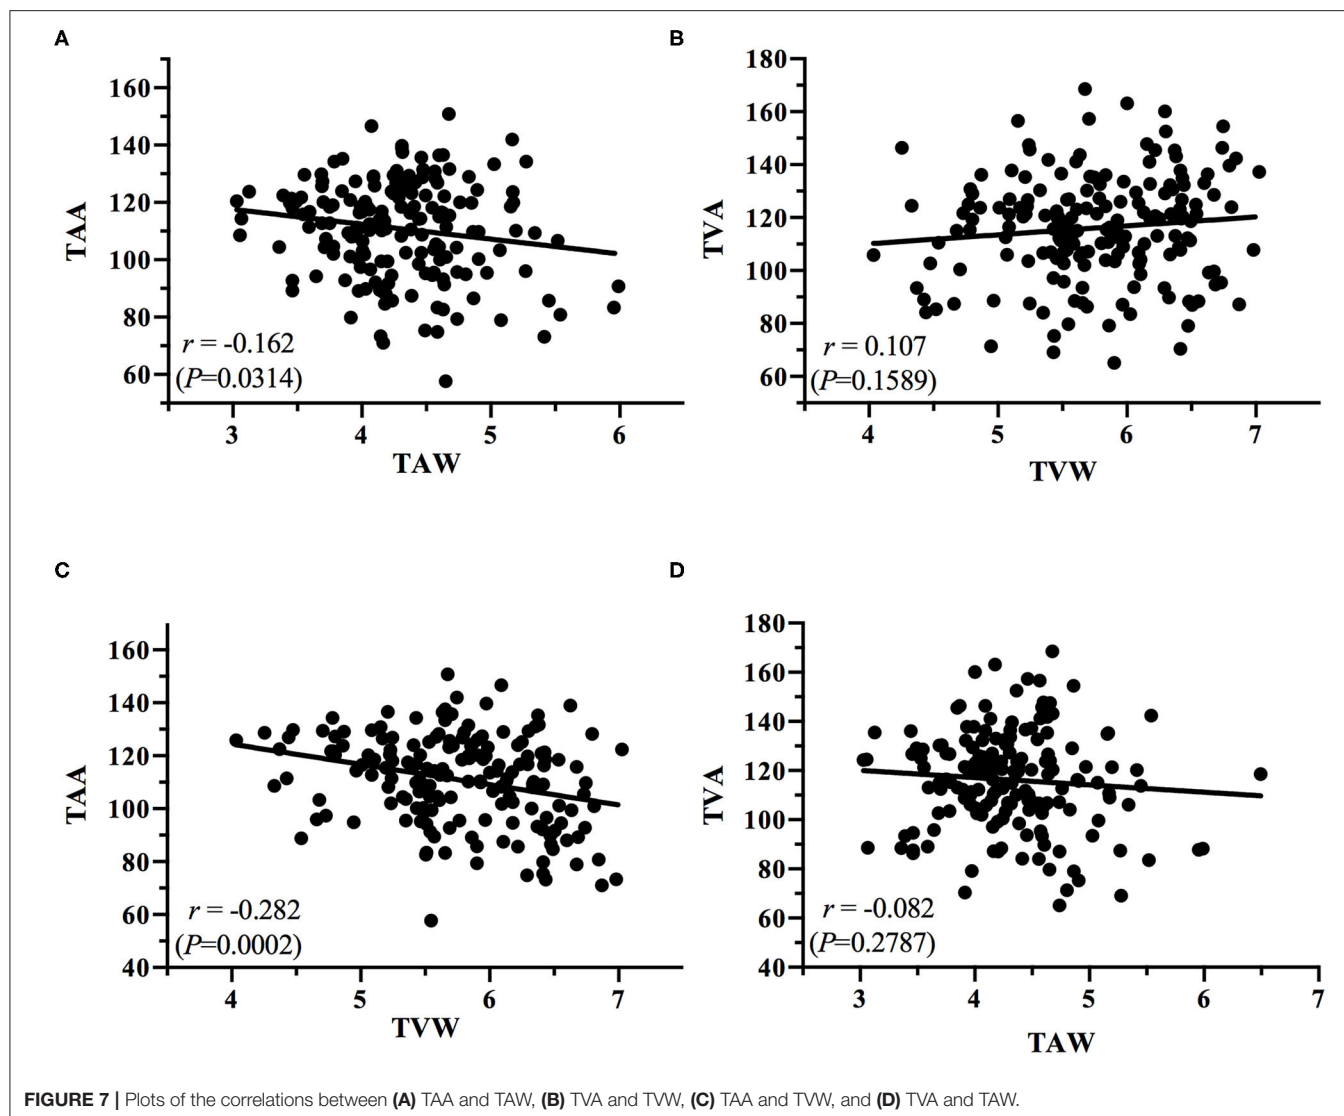 A
160
140
120
100
80
60
TAA
r = -0.162
(P=0.0314)
3 4 5 6
TAW
B
180
160
140
120
100
80
60
TVA
r = 0.107
(P=0.1589)
4 5 6 7
TVW
C
160
140
120
100
80
60
40
TAA
r = -0.282
(P=0.0002)
4 5 6 7
TVW
D
180
160
140
120
100
80
60
40
TVA
r = -0.082
(P=0.2787)
3 4 5 6 7
TAW
FIGURE 7 | Plots of the correlations between (A) TAA and TAW, (B) TVA and TVW, (C) TAA and TVW, and (D) TVA and TAW.